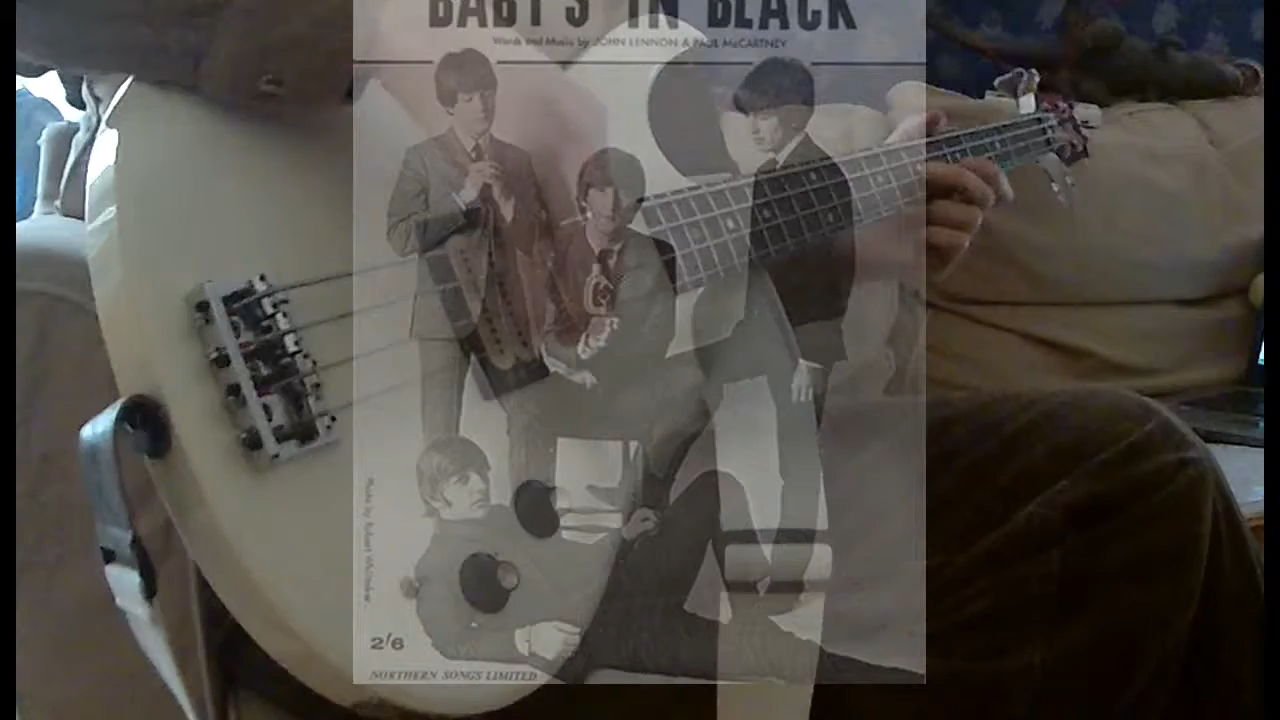 BABY'S IN BLACK
Words and Music by JOHN LENNON & PAUL McCARTNEY
2/6
NORTHERN SONGS LIMITED